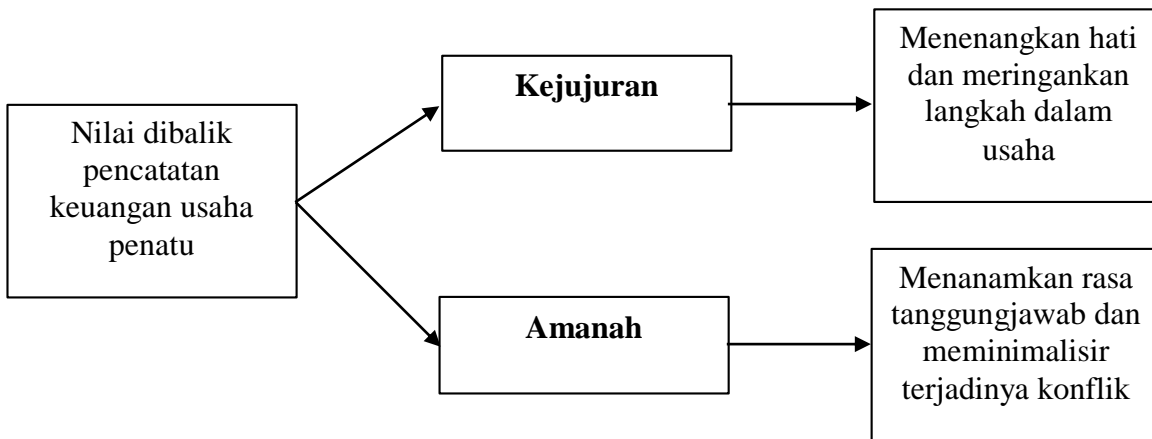 Nilai dibalik
pencatatan
keuangan usaha
penatu
Kejujuran
Menenangkan hati
dan meringankan
langkah dalam
usaha
Amanah
Menanamkan rasa
tanggungjawab dan
meminimalisir
terjadinya konflik